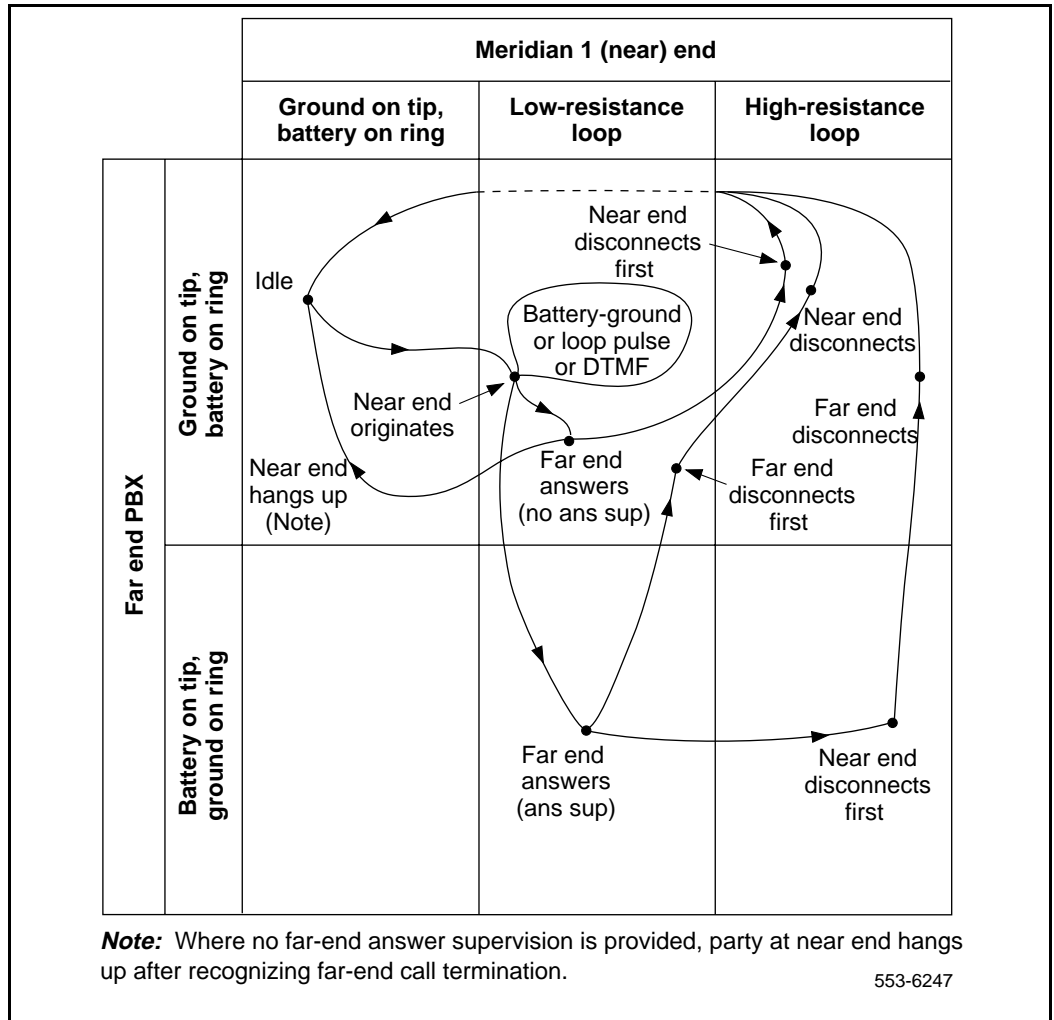 Meridian 1 (near) end
Ground on tip,
battery on ring
Low-resistance
loop
High-resistance
loop
Far end PBX
Ground on tip,
battery on ring
Battery on tip,
ground on ring
Idle
Near end
disconnects
first
Battery-ground
or loop pulse
or DTMF
Near end
disconnects
Near end
originates
Far end
disconnects
Near end
hangs up
(Note)
Far end
answers
(no ans sup)
Far end
disconnects
first
Far end
answers
(ans sup)
Near end
disconnects
first
Note: Where no far-end answer supervision is provided, party at near end hangs
up after recognizing far-end call termination.
553-6247